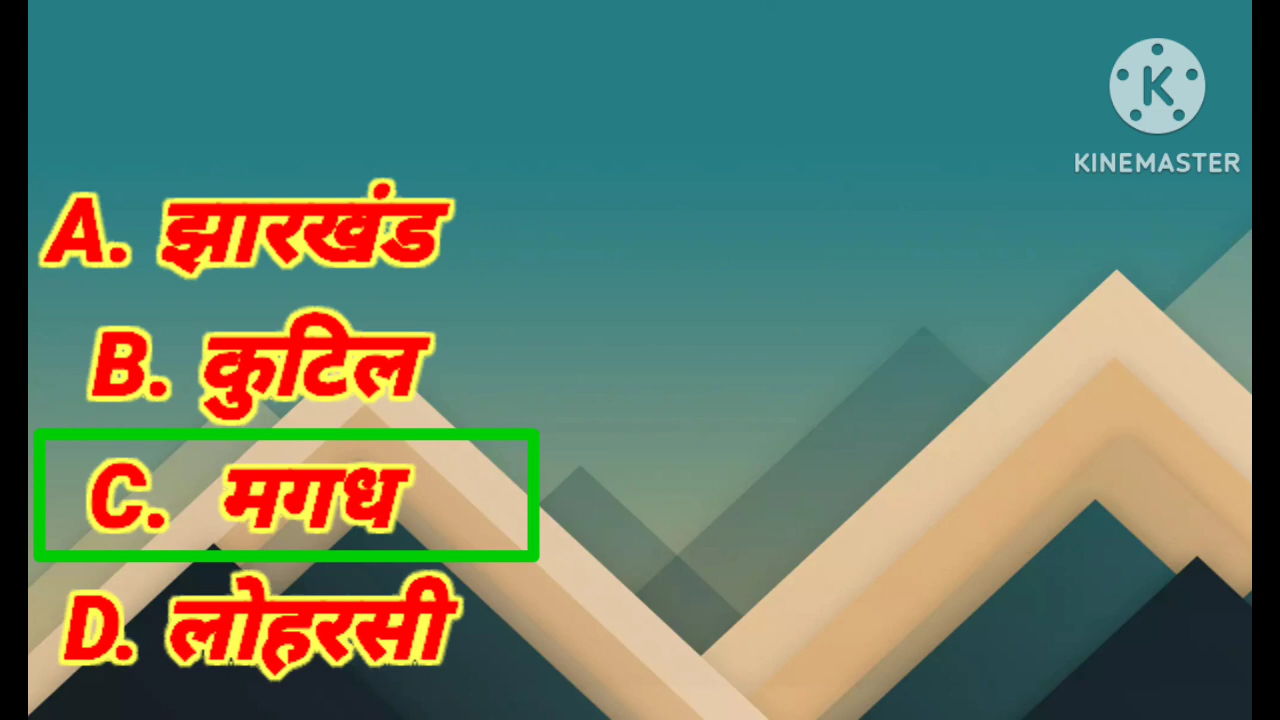 K
KINEMASTER
A. झारखंड
B. कुटिल
C. मगध
D. लोहरसी